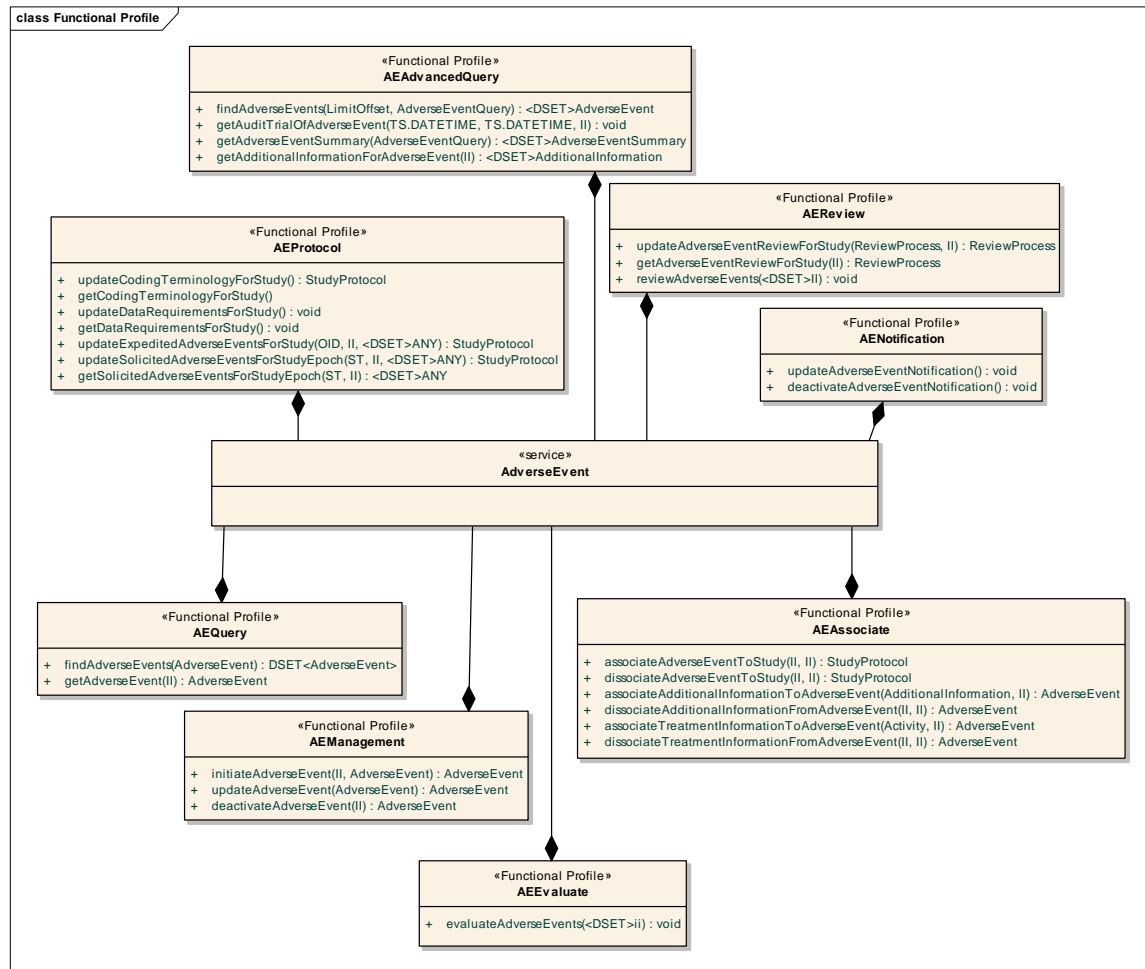 class Functional Profile
«Functional Profile»
AEAdvancedQuery
+ findAdverseEvents(LimitOffset, AdverseEventQuery) : <DSET>AdverseEvent
+ getAuditTrialOfAdverseEvent(TS.DATETIME, TS.DATETIME, II) : void
+ getAdverseEventSummary(AdverseEventQuery) : <DSET>AdverseEventSummary
+ getAdditionalInformationForAdverseEvent(II) : <DSET>AdditionalInformation
«Functional Profile»
AEReview
+ updateAdverseEventReviewForStudy(ReviewProcess, II) : ReviewProcess
+ getAdverseEventReviewForStudy(II) : ReviewProcess
+ reviewAdverseEvents(<DSET>II) : void
«Functional Profile»
AEProtocol
+ updateCodingTerminologyForStudy() : StudyProtocol
+ getCodingTerminologyForStudy()
+ updateDataRequirementsForStudy() : void
+ getDataRequirementsForStudy() : void
+ updateExpeditedAdverseEventsForStudy(OID, II, <DSET>ANY) : StudyProtocol
+ updateSolicitedAdverseEventsForStudyEpoch(ST, II, <DSET>ANY) : StudyProtocol
+ getSolicitedAdverseEventsForStudyEpoch(ST, II) : <DSET>ANY
«Functional Profile»
AENotification
+ updateAdverseEventNotification() : void
+ deactivateAdverseEventNotification() : void
«service»
AdverseEvent
«Functional Profile»
AEQuery
+ findAdverseEvents(AdverseEvent) : DSET<AdverseEvent>
+ getAdverseEvent(II) : AdverseEvent
«Functional Profile»
AEAssociate
+ associateAdverseEventToStudy(II, II) : StudyProtocol
+ dissociateAdverseEventToStudy(II, II) : StudyProtocol
+ associateAdditionalInformationToAdverseEvent(AdditionalInformation, II) : AdverseEvent
+ dissociateAdditionalInformationFromAdverseEvent(II, II) : AdverseEvent
+ associateTreatmentInformationToAdverseEvent(Activity, II) : AdverseEvent
+ dissociateTreatmentInformationFromAdverseEvent(II, II) : AdverseEvent
«Functional Profile»
AEManagement
+ initiateAdverseEvent(II, AdverseEvent) : AdverseEvent
+ updateAdverseEvent(AdverseEvent) : AdverseEvent
+ deactivateAdverseEvent(II) : AdverseEvent
«Functional Profile»
AEEvaluate
+ evaluateAdverseEvents(<DSET>ii) : void